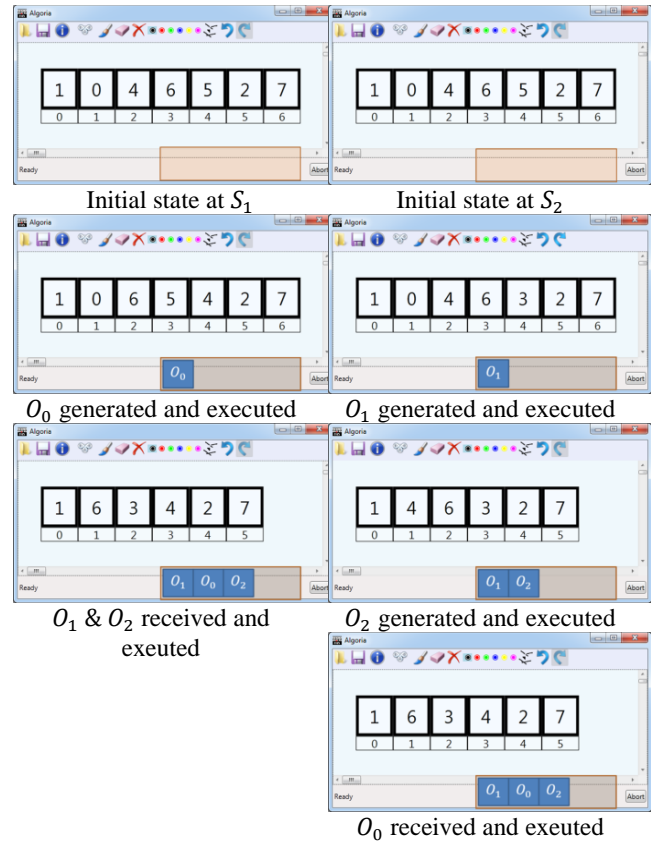 Algoria Algoria
1 0 4 6 5 2 7 1 0 4 6 5 2 7
0 1 2 3 4 5 6 0 1 2 3 4 5 6
Ready Abort Ready Abort
Initial state at S₁ Initial state at S₂
Algoria Algoria
1 0 6 5 4 2 7 1 0 4 6 3 2 7
0 1 2 3 4 5 6 0 1 2 3 4 5 6
O₀ O₁
Ready Abort Ready Abort
O₀ generated and executed O₁ generated and executed
Algoria Algoria
1 6 3 4 2 7 1 4 6 3 2 7
0 1 2 3 4 5 0 1 2 3 4 5
O₁ O₀ O₂ O₁ O₂
Ready Abort Ready Abort
O₁ & O₂ received and O₂ generated and executed
exeuted
Algoria
1 6 3 4 2 7
0 1 2 3 4 5
O₁ O₀ O₂
Ready Abort
O₀ received and exeuted